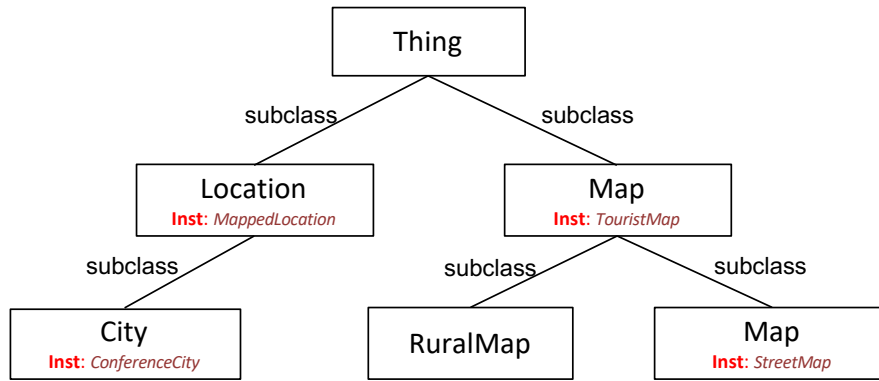 Thing
subclass
subclass
Location
Inst: MappedLocation
Map
Inst: TouristMap
subclass
subclass
subclass
City
Inst: ConferenceCity
RuralMap
Map
Inst: StreetMap